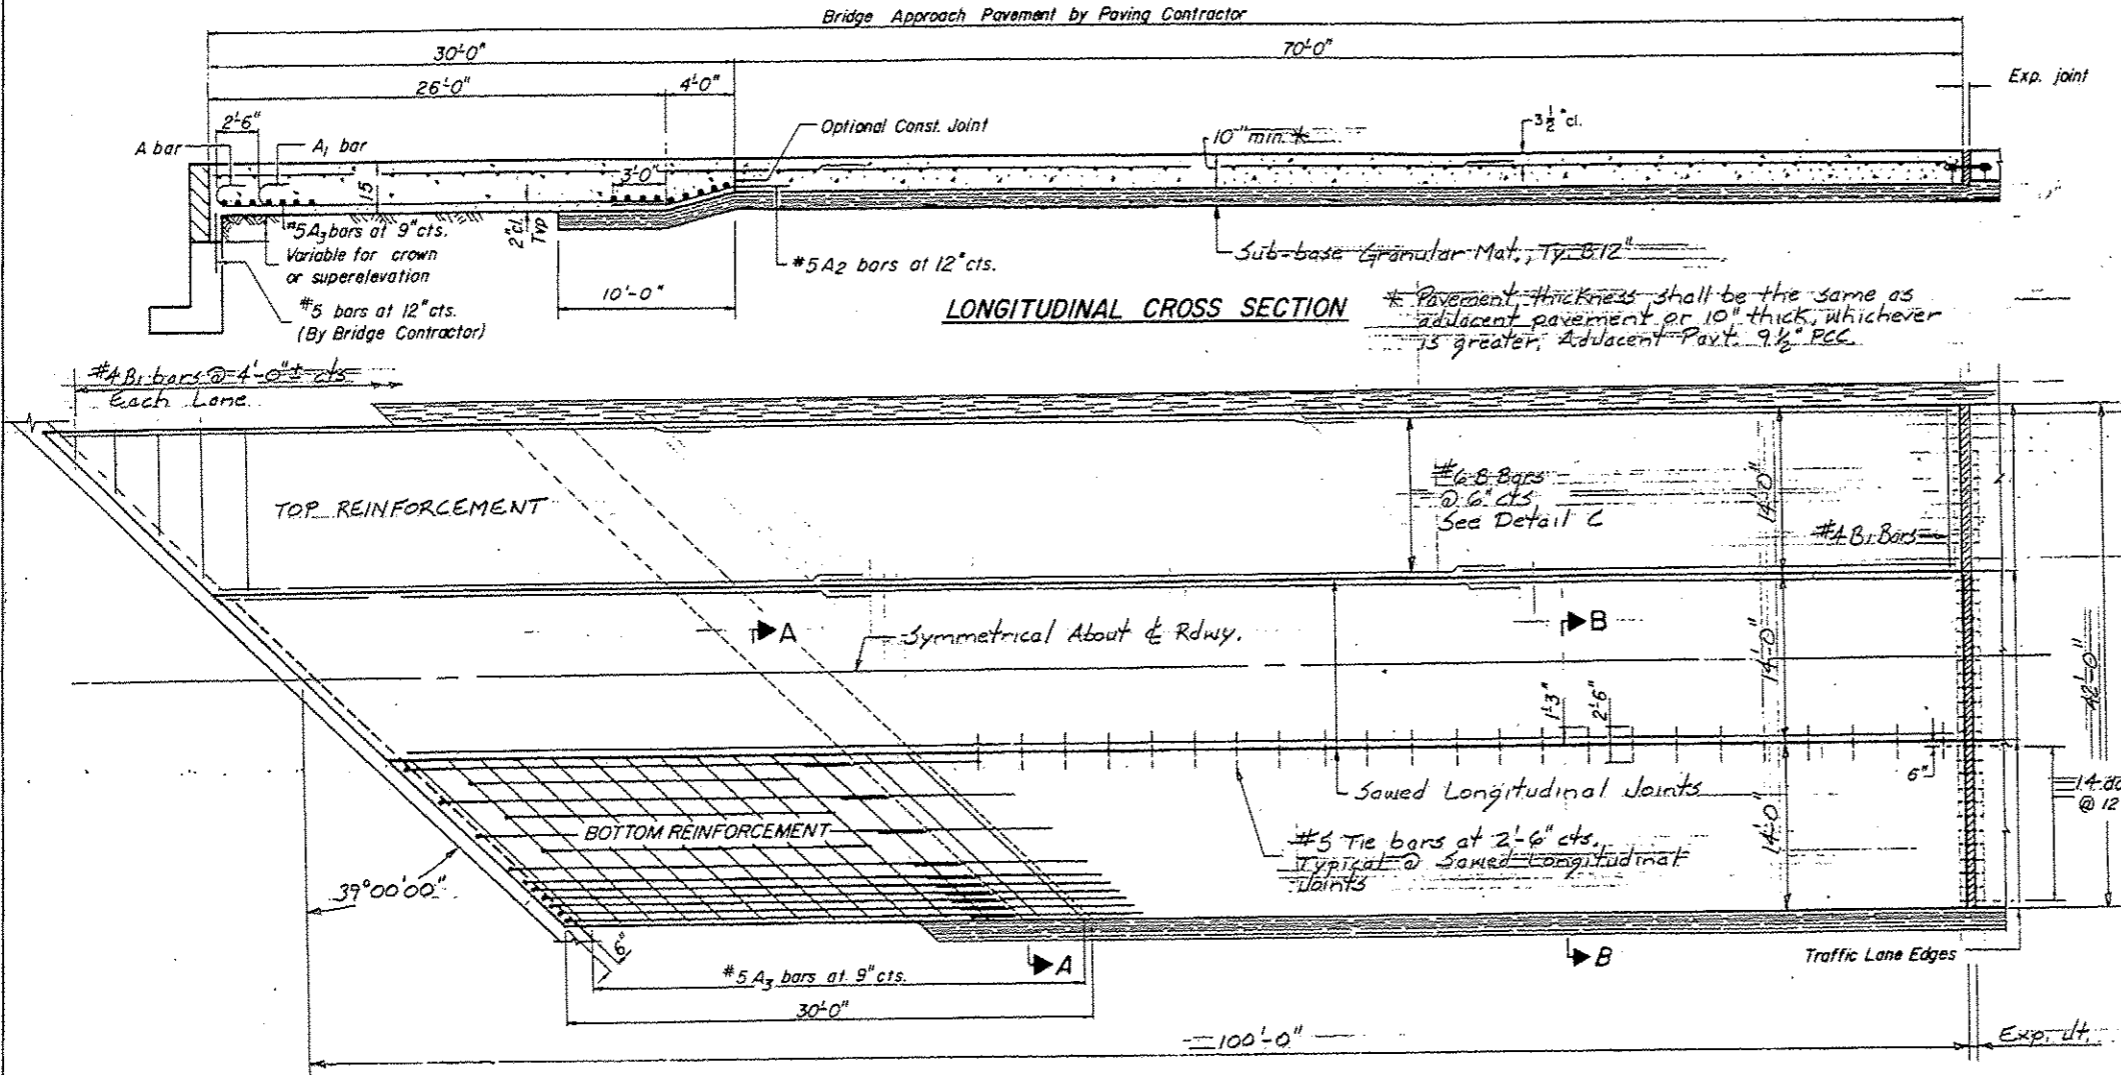 Bridge Approach Pavement by Paving Contractor
30'-0"
70'-0"
26'-0"
4'-0"
Exp. joint
2'-6"
A bar
A1 bar
Optional Const. Joint
10" min. *
3½" cl.
3'-0"
15
#5 A3 bars at 9" cts.
Variable for crown
or superelevation
2" cl.
Typ
#5 A2 bars at 12" cts.
Sub-base Granular Mat., Ty. B 12"
10'-0"
#5 bars at 12" cts.
(By Bridge Contractor)
LONGITUDINAL CROSS SECTION
* Pavement thickness shall be the same as
adjacent pavement or 10" thick, whichever
is greater. Adjacent Pavt. 9½" PCC
#4 B1 bars @ 4'-0" ± cts
Each Lane
TOP REINFORCEMENT
#6 B Bars
@ 6" cts
See Detail C
14'-0"
#4 B1 Bars
A
Symmetrical About ℄ Rdwy.
B
14'-0"
42'-0"
1'-3"
2'-6"
6"
Sawed Longitudinal Joints
14
@ 12
BOTTOM REINFORCEMENT
#5 Tie bars at 2'-6" cts.
Typical @ Sawed Longitudinal
Joints
14'-0"
39°00'00"
6"
A
B
Traffic Lane Edges
#5 A3 bars at 9" cts.
30'-0"
100'-0"
Exp. Jt.